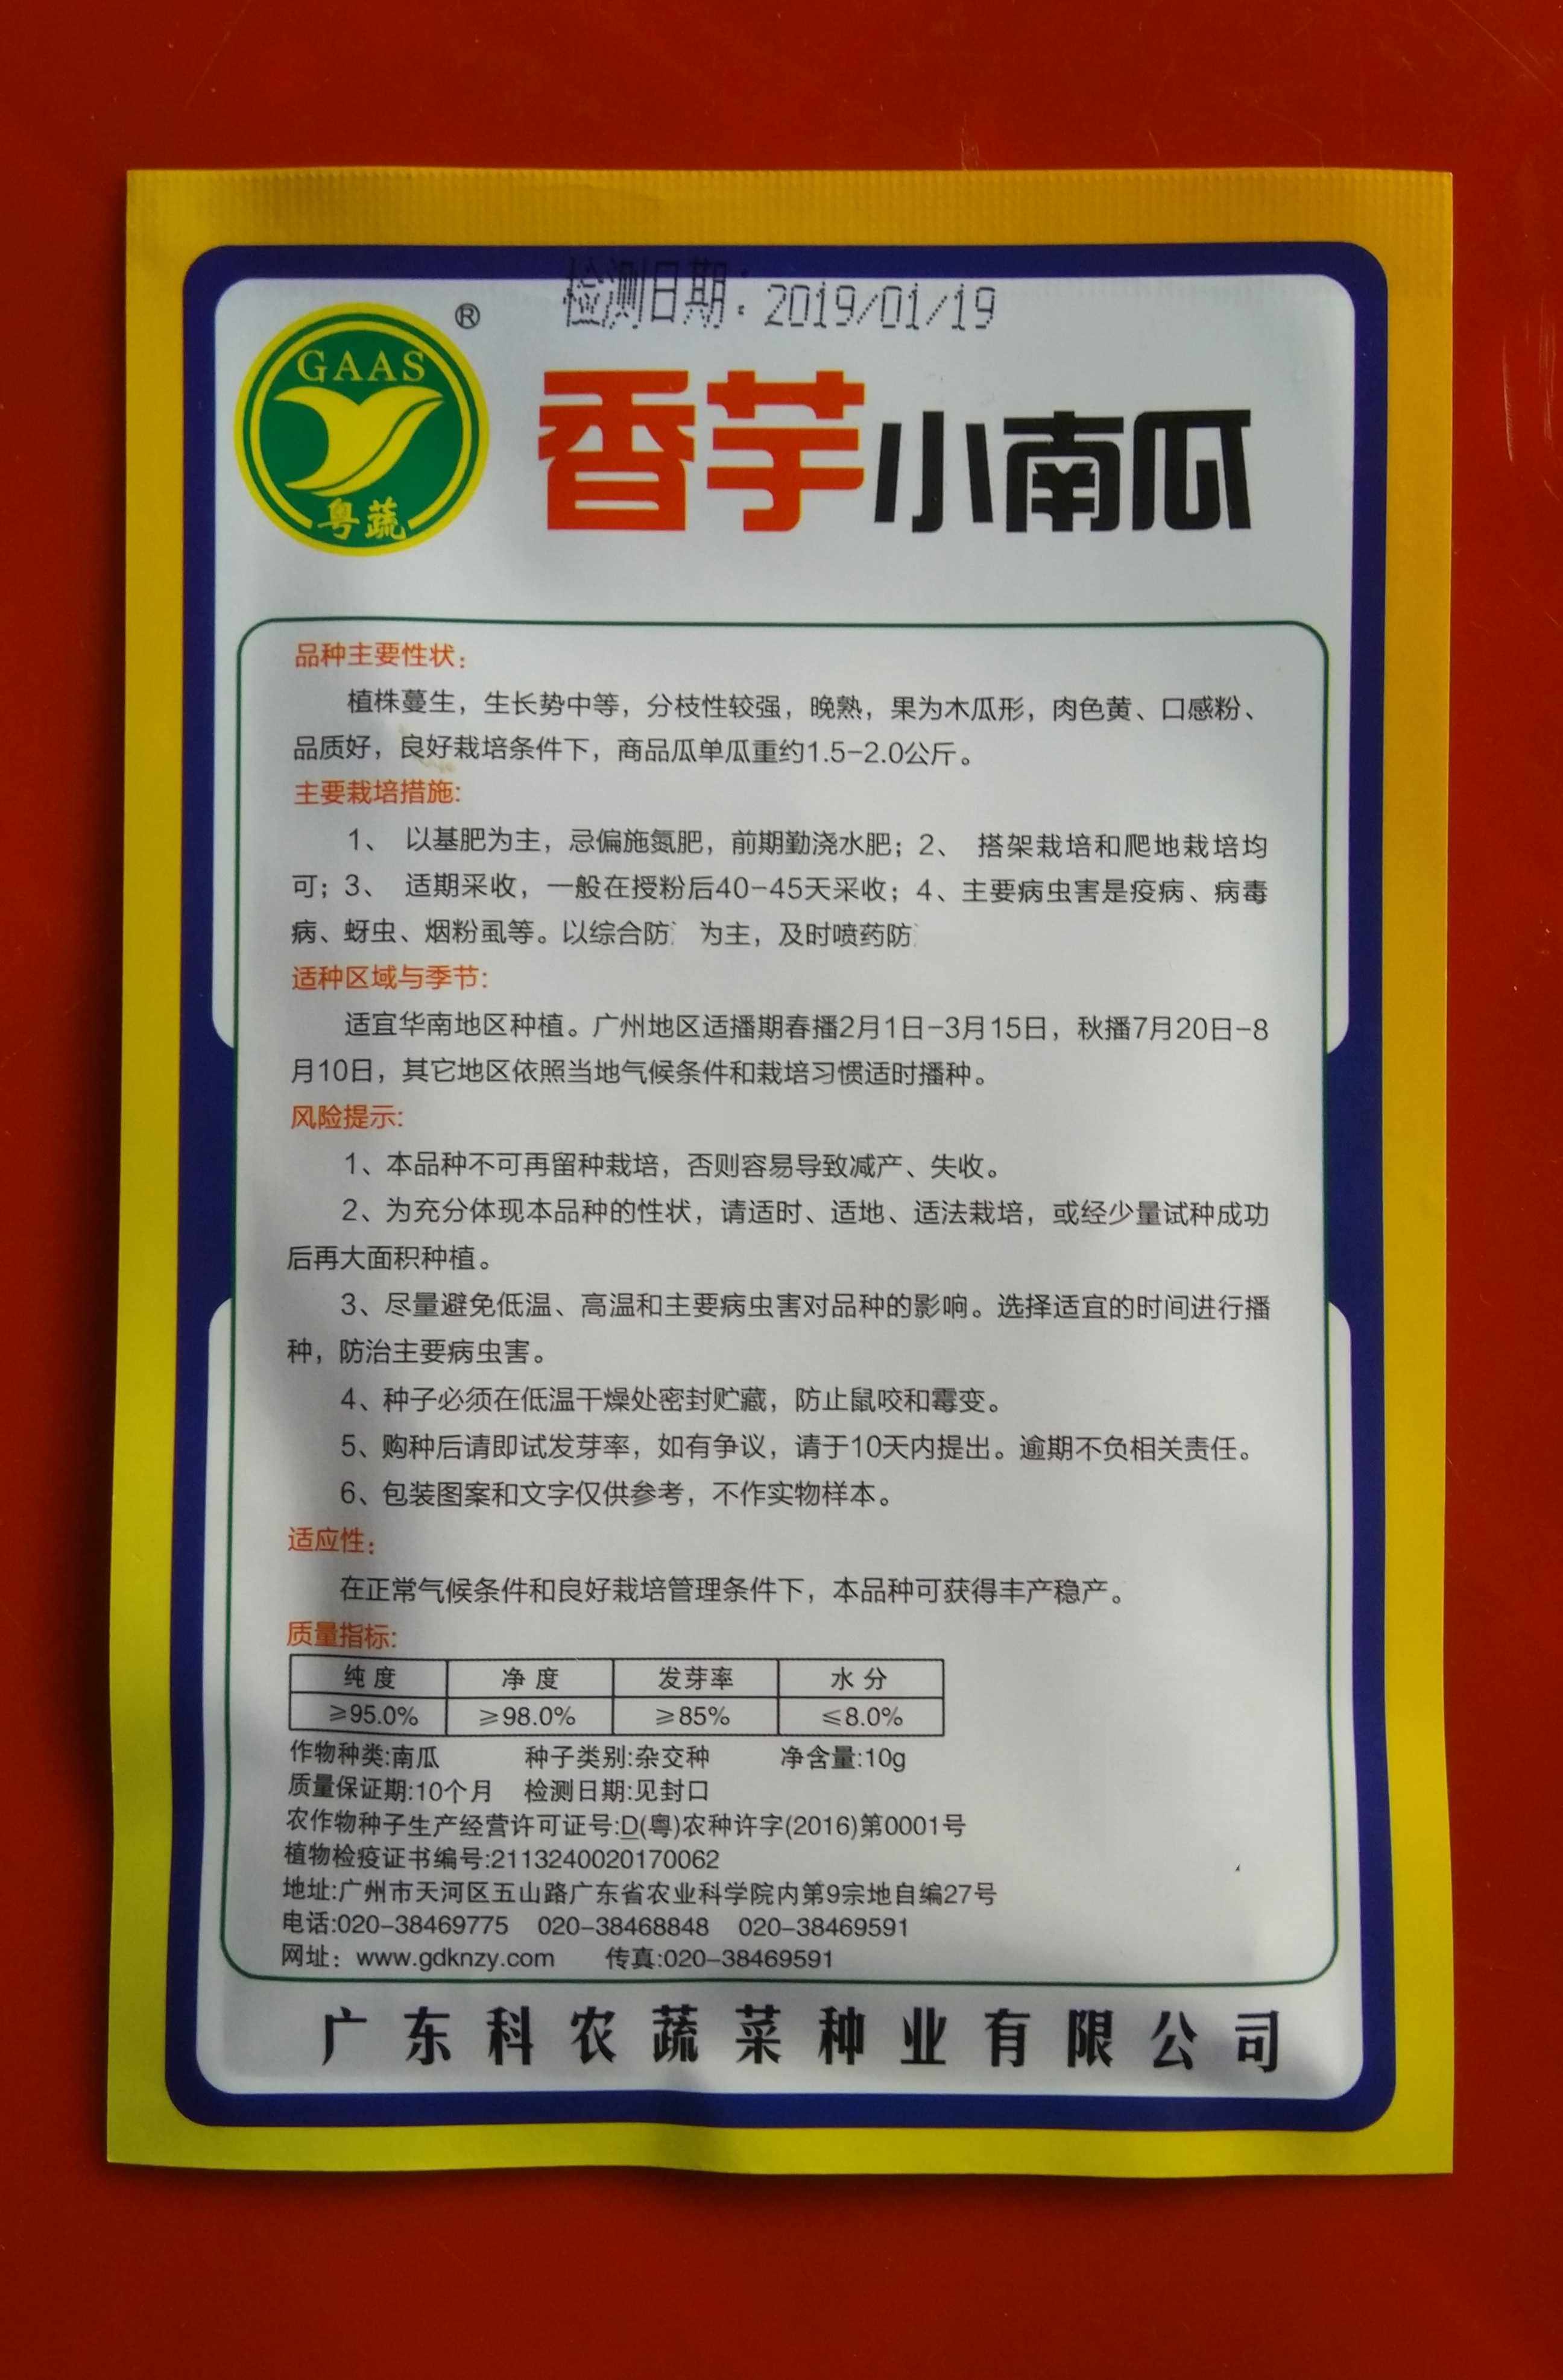 检测日期：2019/01/19
®
GAAS
粤蔬
香芋小南瓜
品种主要性状：
植株蔓生，生长势中等，分枝性较强，晚熟，果为木瓜形，肉色黄、口感粉、
品质好，良好栽培条件下，商品瓜单瓜重约1.5-2.0公斤。
主要栽培措施:
1、 以基肥为主，忌偏施氮肥，前期勤浇水肥；2、 搭架栽培和爬地栽培均
可；3、 适期采收，一般在授粉后40-45天采收；4、主要病虫害是疫病、病毒
病、蚜虫、烟粉虱等。以综合防 为主，及时喷药防
适种区域与季节:
适宜华南地区种植。广州地区适播期春播2月1日-3月15日，秋播7月20日-8
月10日，其它地区依照当地气候条件和栽培习惯适时播种。
风险提示:
1、本品种不可再留种栽培，否则容易导致减产、失收。
2、为充分体现本品种的性状，请适时、适地、适法栽培，或经少量试种成功
后再大面积种植。
3、尽量避免低温、高温和主要病虫害对品种的影响。选择适宜的时间进行播
种，防治主要病虫害。
4、种子必须在低温干燥处密封贮藏，防止鼠咬和霉变。
5、购种后请即试发芽率，如有争议，请于10天内提出。逾期不负相关责任。
6、包装图案和文字仅供参考，不作实物样本。
适应性：
在正常气候条件和良好栽培管理条件下，本品种可获得丰产稳产。
质量指标:
纯度 净度 发芽率 水分
≥95.0% ≥98.0% ≥85% ≤8.0%
作物种类:南瓜 种子类别:杂交种 净含量:10g
质量保证期:10个月 检测日期:见封口
农作物种子生产经营许可证号:D(粤)农种许字(2016)第0001号
植物检疫证书编号:2113240020170062
地址:广州市天河区五山路广东省农业科学院内第9宗地自编27号
电话:020-38469775 020-38468848 020-38469591
网址：www.gdknzy.com 传真:020-38469591
广东科农蔬菜种业有限公司